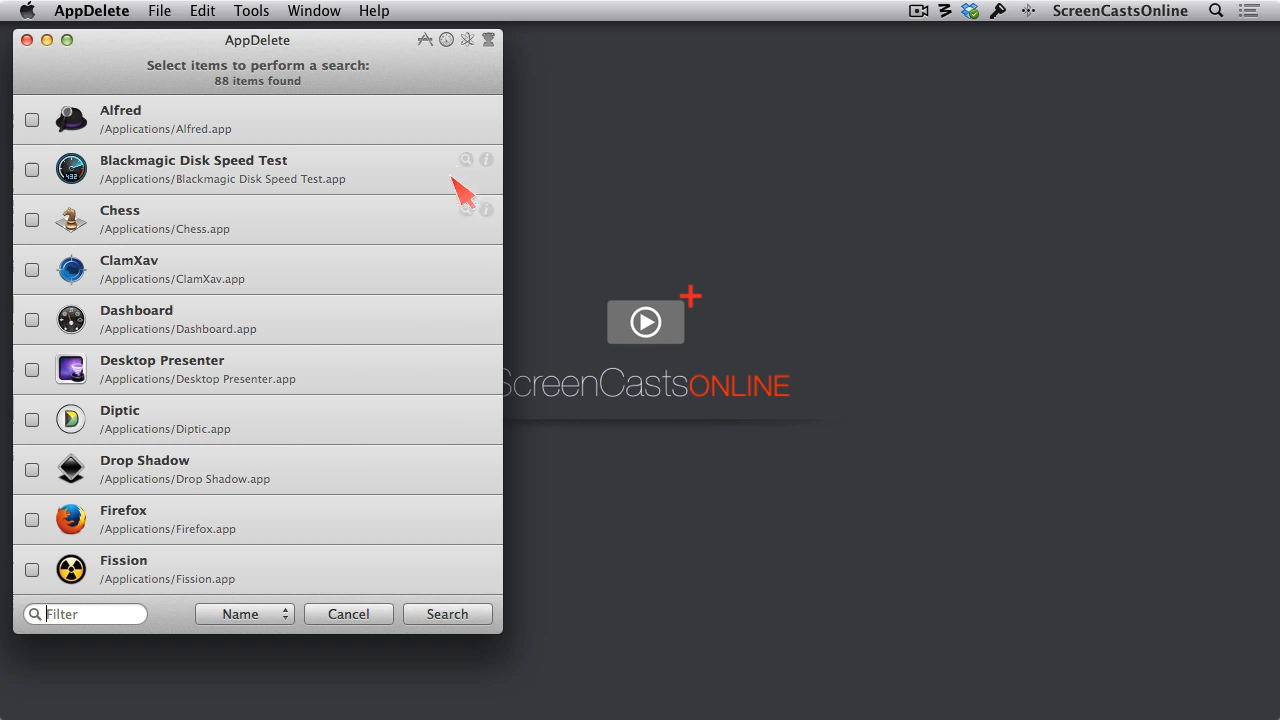 AppDelete File Edit Tools Window Help ScreenCastsOnline
AppDelete
Select items to perform a search:
88 items found
Alfred
/Applications/Alfred.app
Blackmagic Disk Speed Test
/Applications/Blackmagic Disk Speed Test.app
Chess
/Applications/Chess.app
ClamXav
/Applications/ClamXav.app
Dashboard
/Applications/Dashboard.app
Desktop Presenter
/Applications/Desktop Presenter.app
Diptic
/Applications/Diptic.app
Drop Shadow
/Applications/Drop Shadow.app
Firefox
/Applications/Firefox.app
Fission
/Applications/Fission.app
Filter Name Cancel Search
ScreenCastsONLINE